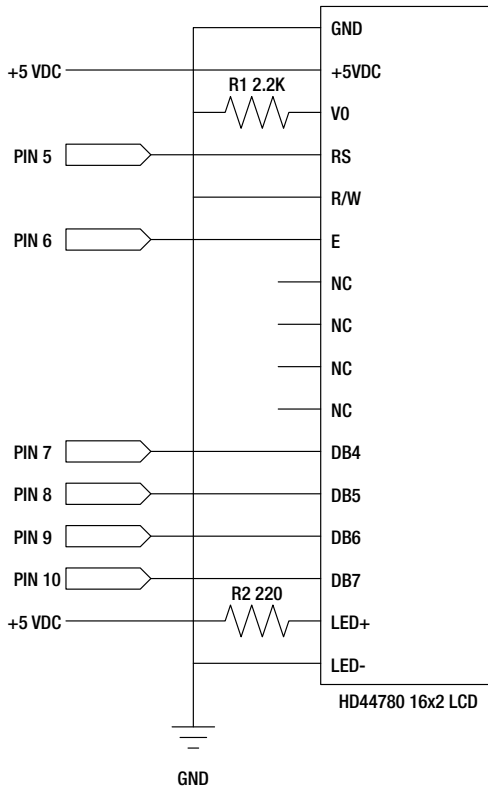 GND
+5 VDC
+5VDC
R1 2.2K
V0
PIN 5
RS
R/W
PIN 6
E
NC
NC
NC
NC
PIN 7
DB4
PIN 8
DB5
PIN 9
DB6
PIN 10
DB7
R2 220
+5 VDC
LED+
LED-
HD44780 16x2 LCD
GND